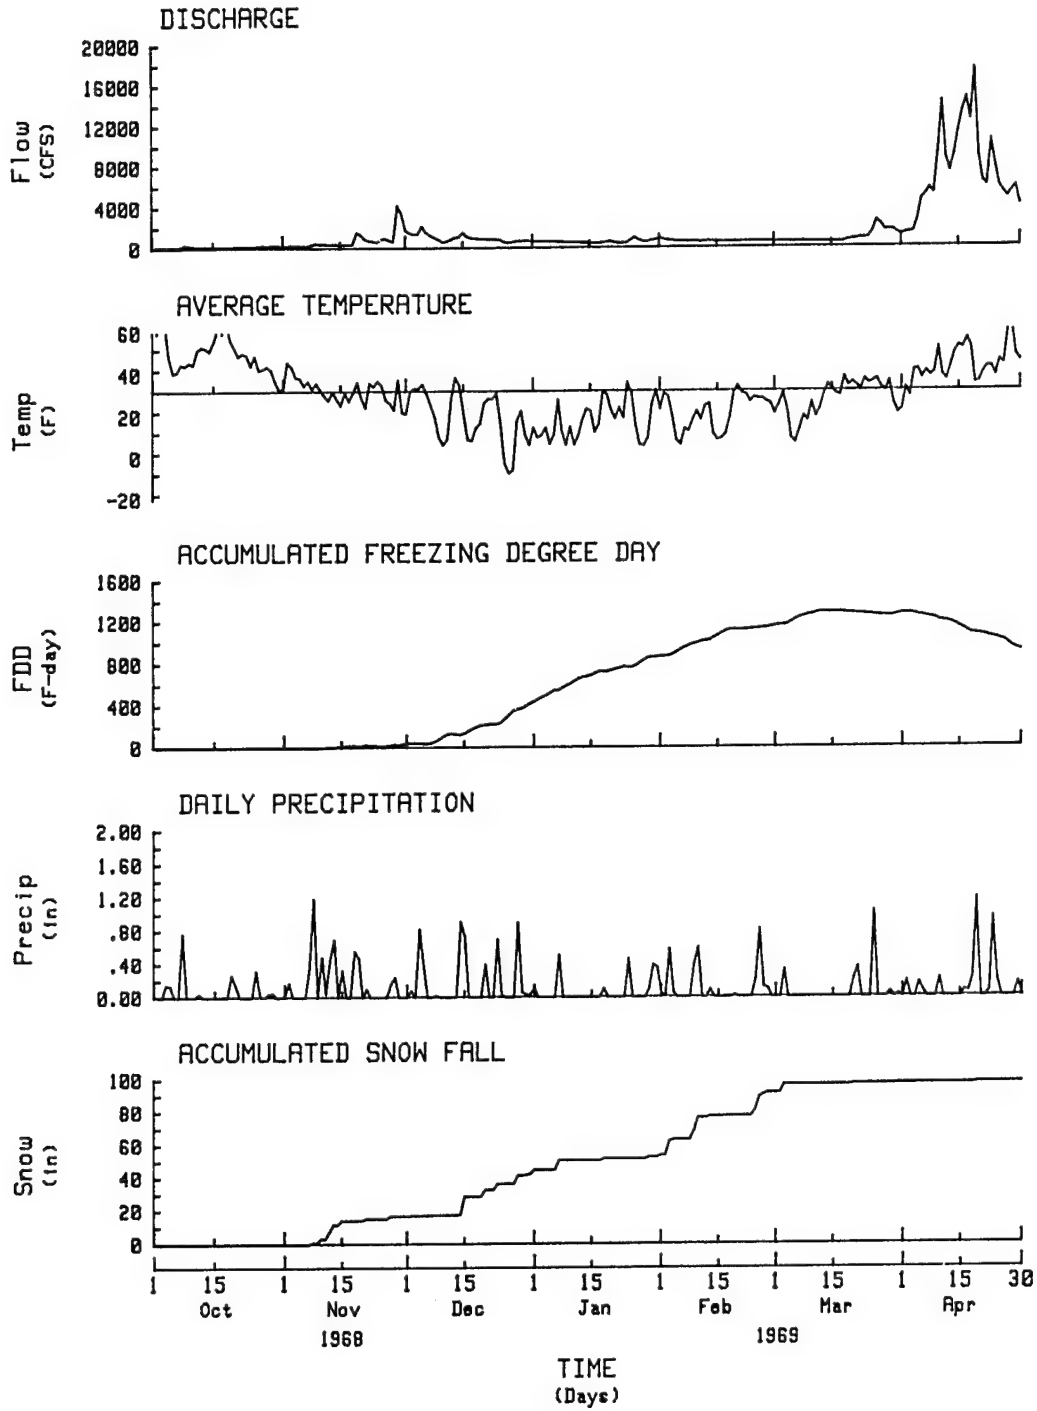 DISCHARGE
20000
16000
12000
8000
4000
0
Flow
(CFS)
AVERAGE TEMPERATURE
60
40
20
0
-20
Temp
(F)
ACCUMULATED FREEZING DEGREE DAY
1600
1200
800
400
0
FDD
(F-day)
DAILY PRECIPITATION
2.00
1.60
1.20
.80
.40
0.00
Precip
(in)
ACCUMULATED SNOW FALL
100
80
60
40
20
0
Snow
(in)
1 15 1 15 1 15 1 15 1 15 1 15 1 15 30
Oct Nov Dec Jan Feb Mar Apr
1968 1969
TIME
(Days)